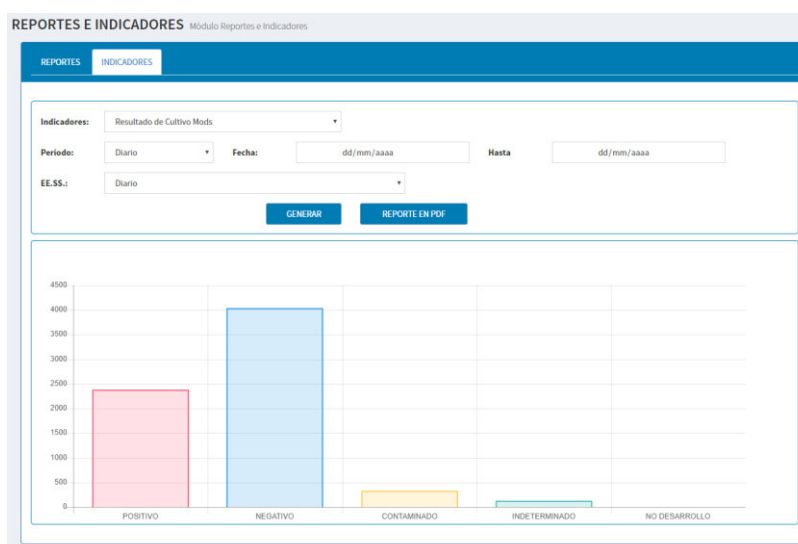 REPORTES E INDICADORES Módulo Reportes e Indicadores
REPORTES INDICADORES
Indicadores: Resultado de Cultivo Mods
Período: Diario Fecha: dd/mm/aaaa Hasta dd/mm/aaaa
EE.SS.: Diario
GENERAR REPORTE EN PDF
4500
4000
3500
3000
2500
2000
1500
1000
500
0
POSITIVO NEGATIVO CONTAMINADO INDETERMINADO NO DESARROLLO